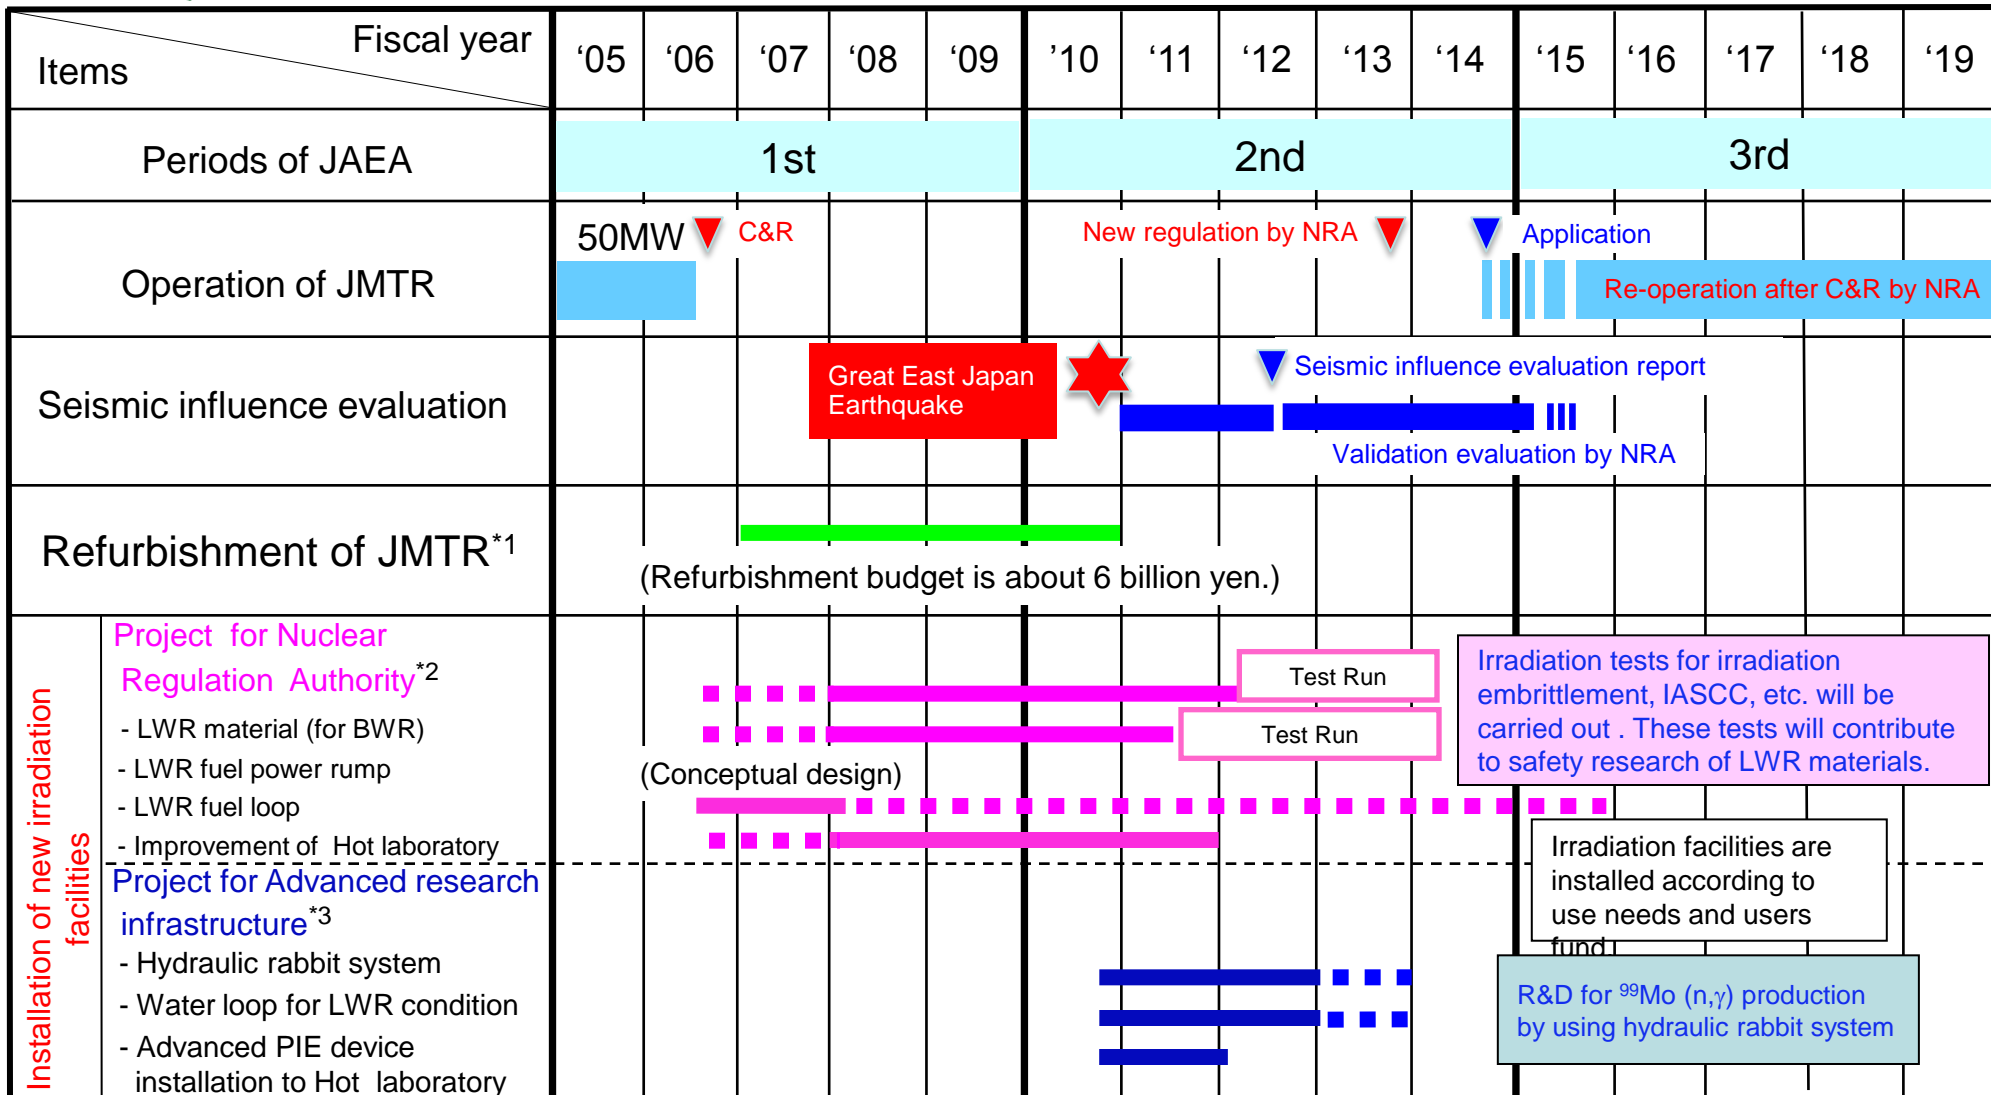 Fiscal year
Items
‘05 ‘06 ‘07 ‘08 ‘09 ’10 ‘11 ‘12 ‘13 ‘14 ‘15 ‘16 ‘17 ‘18 ‘19
Periods of JAEA
1st
2nd
3rd
Operation of JMTR
50MW
C&R
New regulation by NRA
Application
Re-operation after C&R by NRA
Seismic influence evaluation
Great East Japan
Earthquake
Seismic influence evaluation report
Validation evaluation by NRA
Refurbishment of JMTR*1
(Refurbishment budget is about 6 billion yen.)
Installation of new irradiation
facilities
Project for Nuclear
Regulation Authority*2
- LWR material (for BWR)
- LWR fuel power rump
- LWR fuel loop
- Improvement of Hot laboratory
Test Run
Test Run
(Conceptual design)
Irradiation tests for irradiation
embrittlement, IASCC, etc. will be
carried out . These tests will contribute
to safety research of LWR materials.
Project for Advanced research
infrastructure*3
- Hydraulic rabbit system
- Water loop for LWR condition
- Advanced PIE device
installation to Hot laboratory
Irradiation facilities are
installed according to
use needs and users
fund.
R&D for ⁹⁹Mo (n,γ) production
by using hydraulic rabbit system